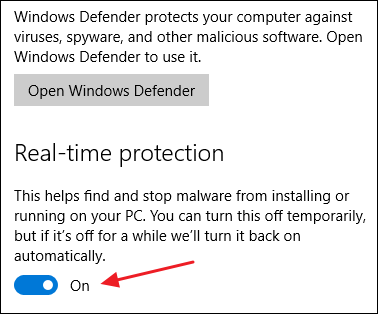 Windows Defender protects your computer against
viruses, spyware, and other malicious software. Open
Windows Defender to use it.
Open Windows Defender
Real-time protection
This helps find and stop malware from installing or
running on your PC. You can turn this off temporarily,
but if it's off for a while we'll turn it back on
automatically.
On